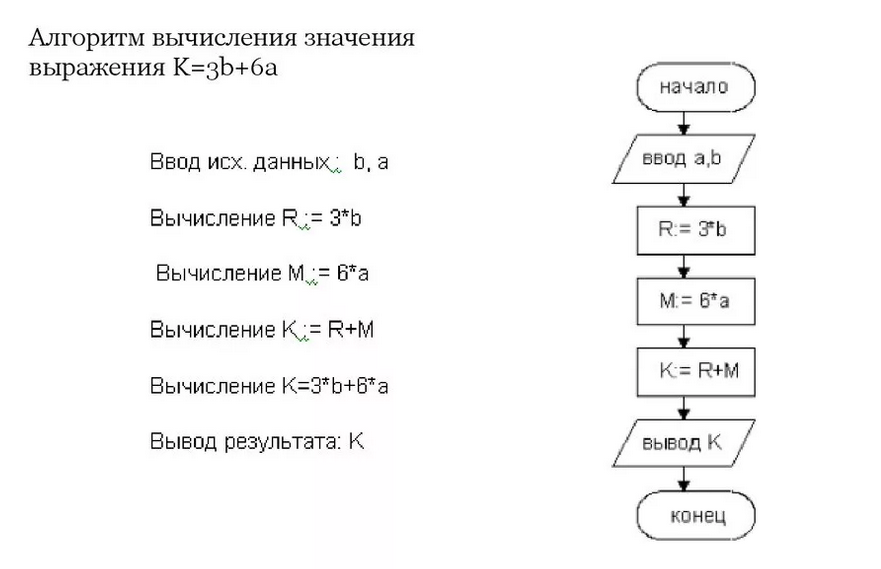 Алгоритм вычисления значения
выражения K=3b+6a
Ввод исх. данных: b, a
Вычисление R := 3*b
Вычисление M := 6*a
Вычисление K := R+M
Вычисление K=3*b+6*a
Вывод результата: K
начало
ввод a,b
R:= 3*b
M:= 6*a
K:= R+M
вывод K
конец